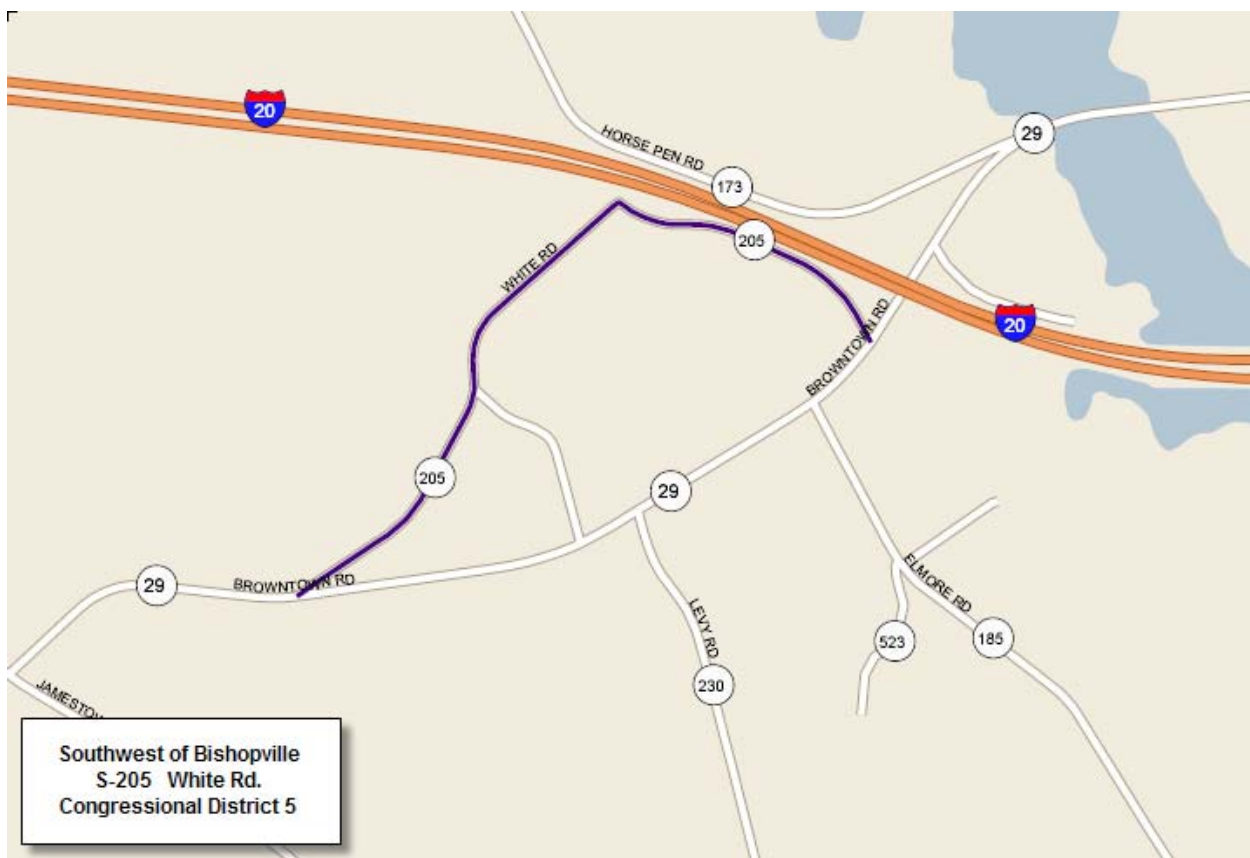 20
HORSE PEN RD
173
29
205
WHITE RD
20
BROWNTOWN RD
205
29
29
BROWNTOWN RD
ELMORE RD
LEVY RD
523
185
230
Southwest of Bishopville
S-205 White Rd.
Congressional District 5